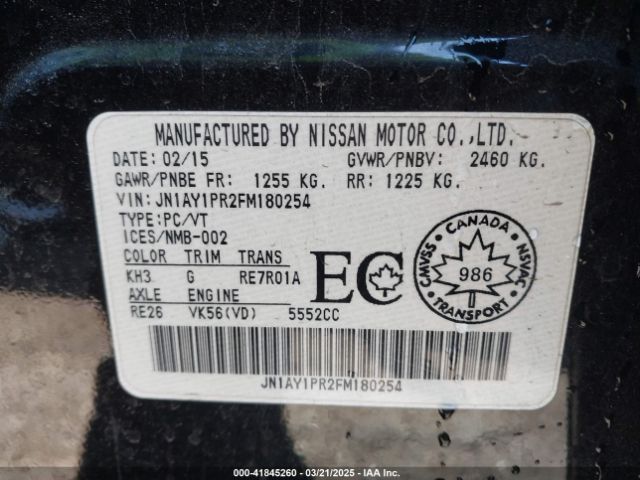 MANUFACTURED BY NISSAN MOTOR CO.,LTD.
DATE: 02/15 GVWR/PNBV: 2460 KG.
GAWR/PNBE FR: 1255 KG. RR: 1225 KG.
VIN: JN1AY1PR2FM180254
TYPE:PC/VT
ICES/NMB-002
COLOR TRIM TRANS
KH3 G RE7R01A
AXLE ENGINE
RE26 VK56(VD) 5552CC
EC
CANADA
CMVSS 986 NSVAC
JN1AY1PR2FM180254
000-41845260 — 03/21/2025 — IAA Inc.